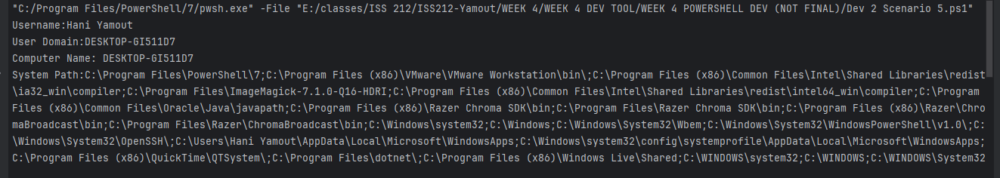 "C:/Program Files/PowerShell/7/pwsh.exe" -File "E:/classes/ISS 212/ISS212-Yamout/WEEK 4/WEEK 4 DEV TOOL/WEEK 4 POWERSHELL DEV (NOT FINAL)/Dev 2 Scenario 5.ps1"
Username:Hani Yamout
User Domain:DESKTOP-GI511D7
Computer Name: DESKTOP-GI511D7
System Path:C:\Program Files\PowerShell\7;C:\Program Files (x86)\VMware\VMware Workstation\bin\;C:\Program Files (x86)\Common Files\Intel\Shared Libraries\redist
\ia32_win\compiler;C:\Program Files\ImageMagick-7.1.0-Q16-HDRI;C:\Program Files (x86)\Common Files\Intel\Shared Libraries\redist\intel64_win\compiler;C:\Program
Files (x86)\Common Files\Oracle\Java\javapath;C:\Program Files (x86)\Razer Chroma SDK\bin;C:\Program Files\Razer Chroma SDK\bin;C:\Program Files (x86)\Razer\Chro
maBroadcast\bin;C:\Program Files\Razer\ChromaBroadcast\bin;C:\Windows\system32;C:\Windows;C:\Windows\System32\Wbem;C:\Windows\System32\WindowsPowerShell\v1.0\;C:
\Windows\System32\OpenSSH\;C:\Users\Hani Yamout\AppData\Local\Microsoft\WindowsApps;C:\Windows\system32\config\systemprofile\AppData\Local\Microsoft\WindowsApps;
C:\Program Files (x86)\QuickTime\QTSystem\;C:\Program Files\dotnet\;C:\Program Files (x86)\Windows Live\Shared;C:\WINDOWS\system32;C:\WINDOWS;C:\WINDOWS\System32